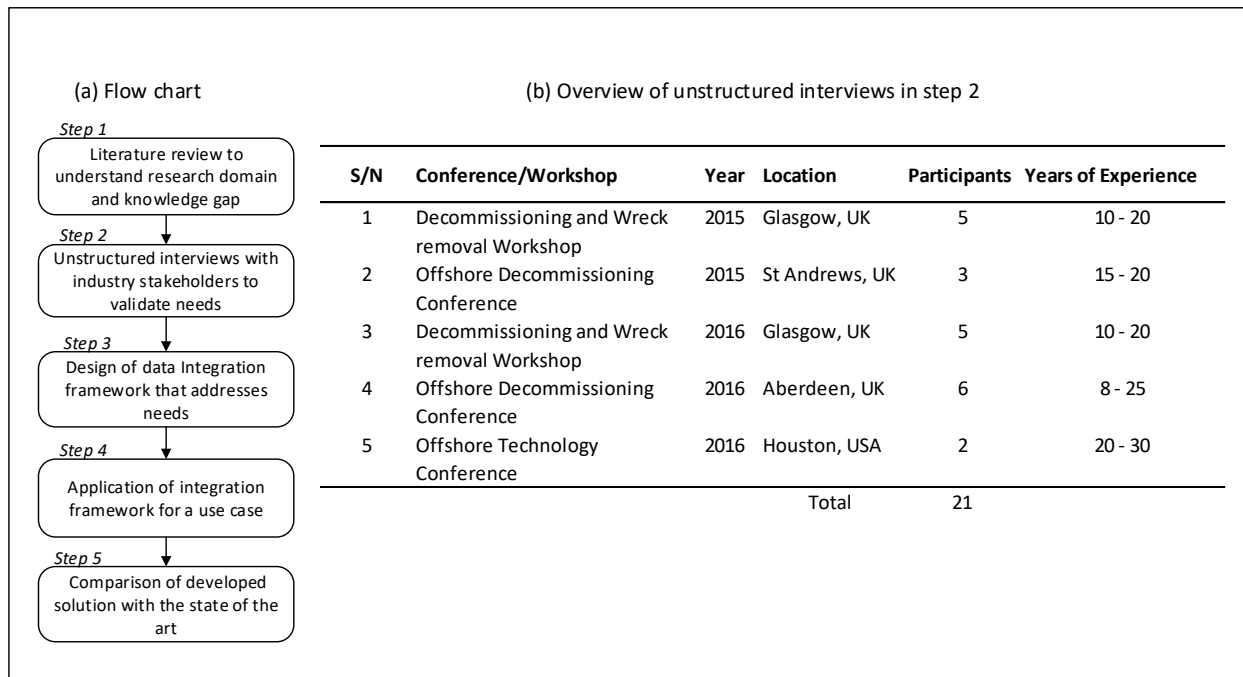 (a) Flow chart
Step 1
Literature review to
understand research domain
and knowledge gap
Step 2
Unstructured interviews with
industry stakeholders to
validate needs
Step 3
Design of data Integration
framework that addresses
needs
Step 4
Application of integration
framework for a use case
Step 5
Comparison of developed
solution with the state of the
art
(b) Overview of unstructured interviews in step 2
S/N Conference/Workshop Year Location Participants Years of Experience
1 Decommissioning and Wreck 2015 Glasgow, UK 5 10 - 20
removal Workshop
2 Offshore Decommissioning 2015 St Andrews, UK 3 15 - 20
Conference
3 Decommissioning and Wreck 2016 Glasgow, UK 5 10 - 20
removal Workshop
4 Offshore Decommissioning 2016 Aberdeen, UK 6 8 - 25
Conference
5 Offshore Technology 2016 Houston, USA 2 20 - 30
Conference
Total 21